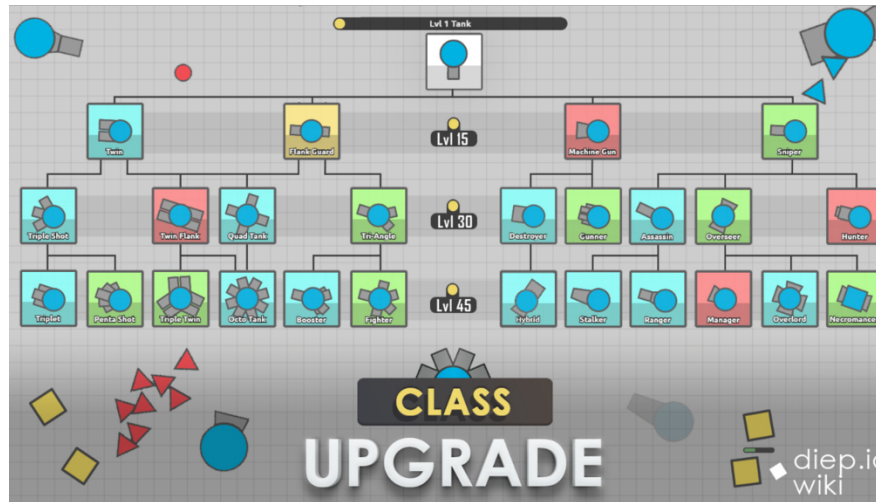 Lvl 1 Tank
Twin
Flank Guard
Lvl 15
Machine Gun
Sniper
Triple Shot
Twin Flank
Quad Tank
Tri-Angle
Lvl 30
Destroyer
Gunner
Assassin
Overseer
Hunter
Triplet
Penta Shot
Triple Twin
Octo Tank
Booster
Fighter
Lvl 45
Hybrid
Stalker
Ranger
Manager
Overlord
Necromance
CLASS
UPGRADE
diep.io
wiki